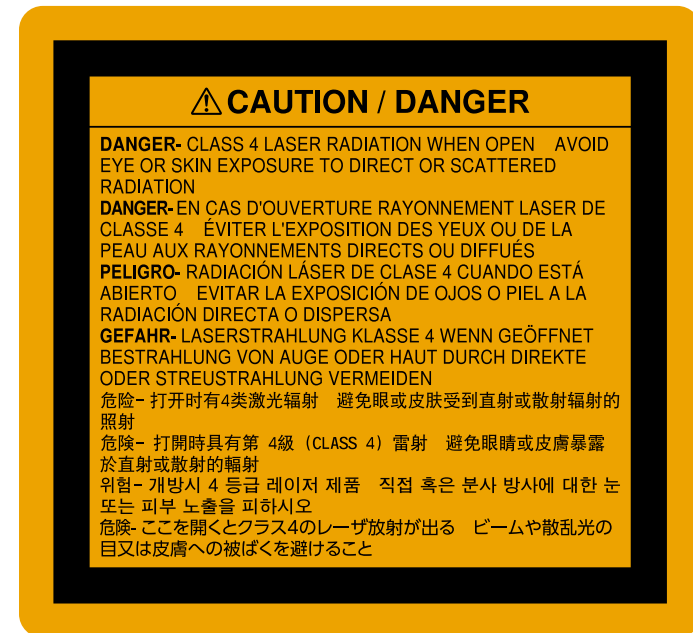 ⚠ CAUTION / DANGER
DANGER- CLASS 4 LASER RADIATION WHEN OPEN AVOID
EYE OR SKIN EXPOSURE TO DIRECT OR SCATTERED
RADIATION
DANGER- EN CAS D'OUVERTURE RAYONNEMENT LASER DE
CLASSE 4 ÉVITER L'EXPOSITION DES YEUX OU DE LA
PEAU AUX RAYONNEMENTS DIRECTS OU DIFFUÉS
PELIGRO- RADIACIÓN LÁSER DE CLASE 4 CUANDO ESTÁ
ABIERTO EVITAR LA EXPOSICIÓN DE OJOS O PIEL A LA
RADIACIÓN DIRECTA O DISPERSA
GEFAHR- LASERSTRAHLUNG KLASSE 4 WENN GEÖFFNET
BESTRAHLUNG VON AUGE ODER HAUT DURCH DIREKTE
ODER STREUSTRAHLUNG VERMEIDEN
危险- 打开时有4类激光辐射 避免眼或皮肤受到直射或散射辐射的
照射
危険- 打開時具有第 4級 (CLASS 4) 雷射 避免眼睛或皮膚暴露
於直射或散射的輻射
위험- 개방시 4 등급 레이저 제품 직접 혹은 분사 방사에 대한 눈
또는 피부 노출을 피하시오
危険- ここを開くとクラス4のレーザ放射が出る ビームや散乱光の
目又は皮膚への被ばくを避けること